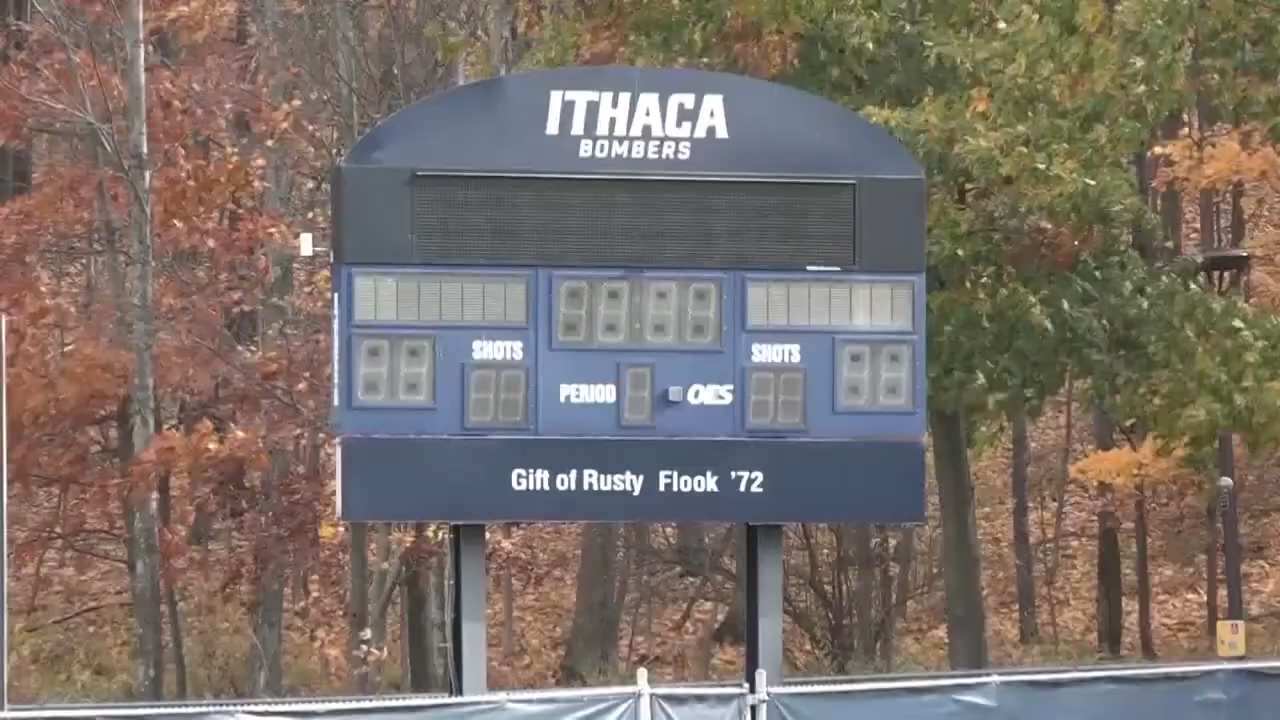 ITHACA
BOMBERS
SHOTS
SHOTS
PERIOD
OES
Gift of Rusty Flook '72